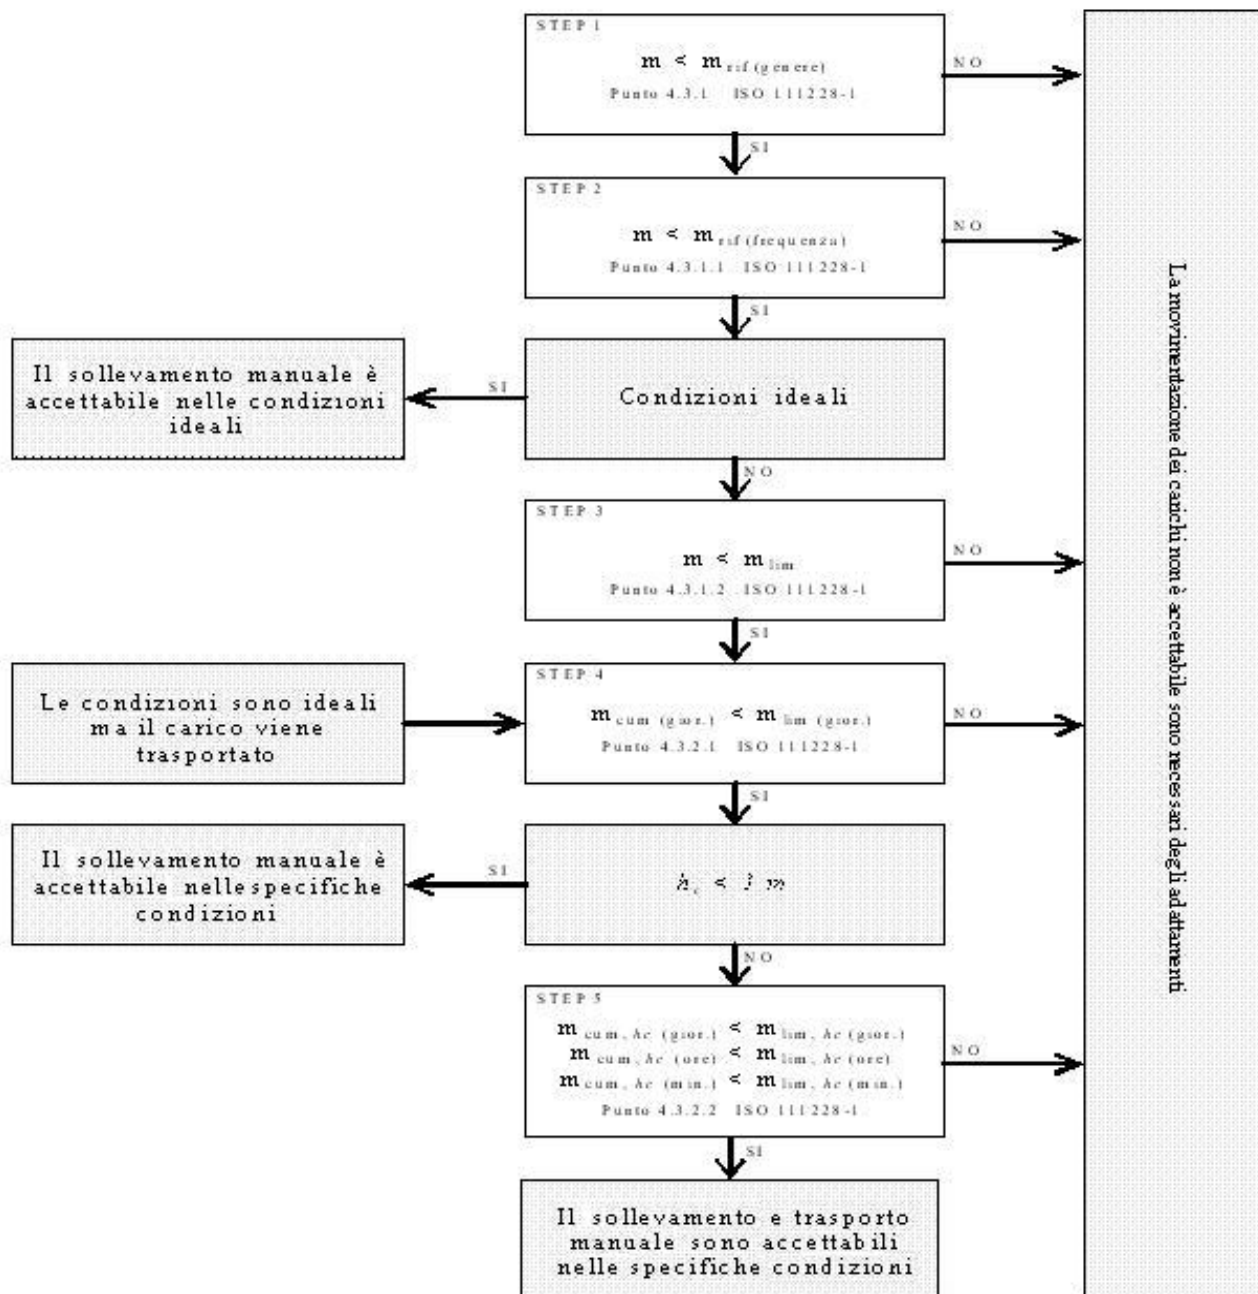 STEP 1
m < m rif (genere)
Punto 4.3.1 ISO 111228-1
NO
SI
STEP 2
m < m rif (frequenza)
Punto 4.3.1.1 ISO 111228-1
NO
SI
Il sollevamento manuale è
accettabile nelle condizioni
ideali
SI
Condizioni ideali
NO
STEP 3
m < m lim
Punto 4.3.1.2 ISO 111228-1
NO
SI
Le condizioni sono ideali
ma il carico viene
trasportato
STEP 4
m cum (gior.) < m lim (gior.)
Punto 4.3.2.1 ISO 111228-1
NO
SI
Il sollevamento manuale è
accettabile nelle specifiche
condizioni
SI
h c < 3 m
NO
STEP 5
m cum, hc (gior.) < m lim, hc (gior.)
m cum, hc (ore) < m lim, hc (ore)
m cum, hc (min.) < m lim, hc (min.)
Punto 4.3.2.2 ISO 111228-1
NO
SI
Il sollevamento e trasporto
manuale sono accettabili
nelle specifiche condizioni
La movimentazione dei carichi non è accettabile sono necessari degli adattamenti